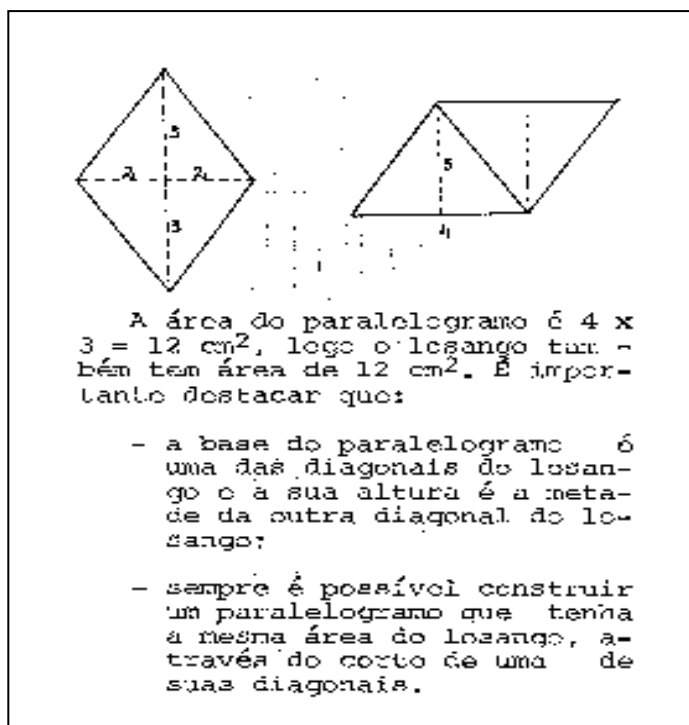 3
2 2
3
3
4
A área do paralelogramo é 4 x
3 = 12 cm², logo o losango tam -
bém tem área de 12 cm². É impor-
tante destacar que:
- a base do paralelogramo é
uma das diagonais do losan-
go e a sua altura é a meta-
de da outra diagonal do lo-
sango;
- sempre é possível construir
um paralelogramo que tenha
a mesma área do losango, a-
través do corte de uma de
suas diagonais.